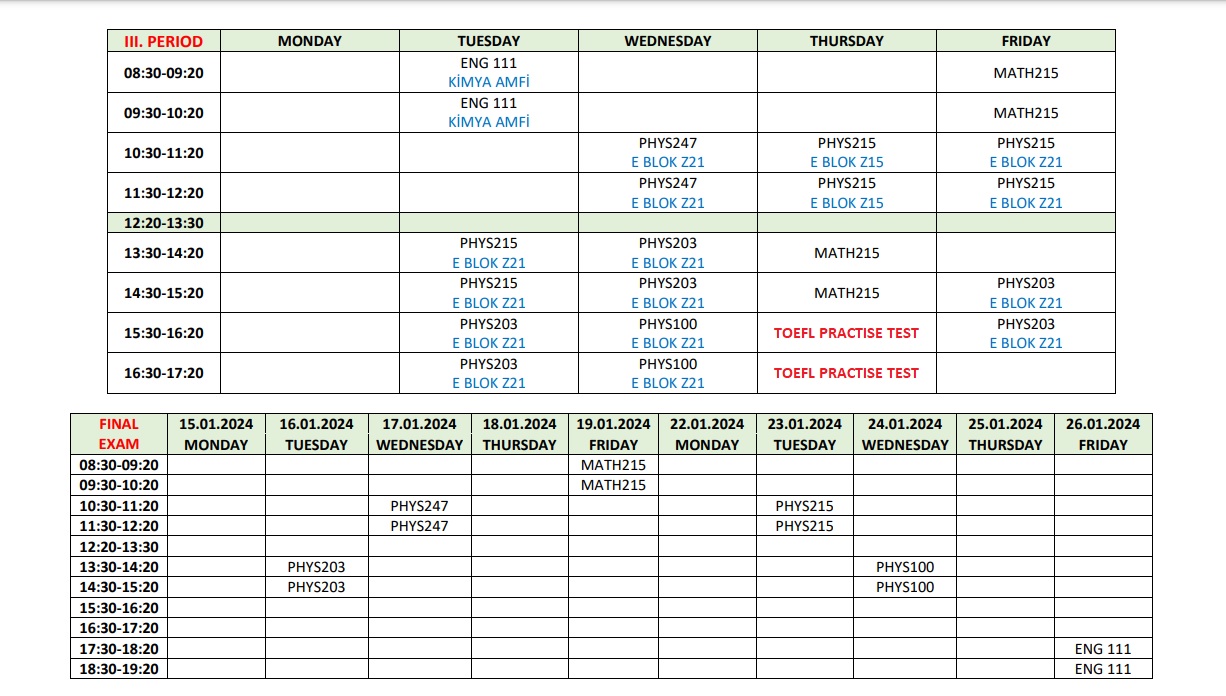 III. PERIOD MONDAY TUESDAY WEDNESDAY THURSDAY FRIDAY
08:30-09:20 ENG 111 KİMYA AMFİ MATH215
09:30-10:20 ENG 111 KİMYA AMFİ MATH215
10:30-11:20 PHYS247 E BLOK Z21 PHYS215 E BLOK Z15 PHYS215 E BLOK Z21
11:30-12:20 PHYS247 E BLOK Z21 PHYS215 E BLOK Z15 PHYS215 E BLOK Z21
12:20-13:30
13:30-14:20 PHYS215 E BLOK Z21 PHYS203 E BLOK Z21 MATH215
14:30-15:20 PHYS215 E BLOK Z21 PHYS203 E BLOK Z21 MATH215 PHYS203 E BLOK Z21
15:30-16:20 PHYS203 E BLOK Z21 PHYS100 E BLOK Z21 TOEFL PRACTISE TEST PHYS203 E BLOK Z21
16:30-17:20 PHYS203 E BLOK Z21 PHYS100 E BLOK Z21 TOEFL PRACTISE TEST
FINAL 15.01.2024 16.01.2024 17.01.2024 18.01.2024 19.01.2024 22.01.2024 23.01.2024 24.01.2024 25.01.2024 26.01.2024
EXAM MONDAY TUESDAY WEDNESDAY THURSDAY FRIDAY MONDAY TUESDAY WEDNESDAY THURSDAY FRIDAY
08:30-09:20 MATH215
09:30-10:20 MATH215
10:30-11:20 PHYS247 PHYS215
11:30-12:20 PHYS247 PHYS215
12:20-13:30
13:30-14:20 PHYS203 PHYS100
14:30-15:20 PHYS203 PHYS100
15:30-16:20
16:30-17:20
17:30-18:20 ENG 111
18:30-19:20 ENG 111